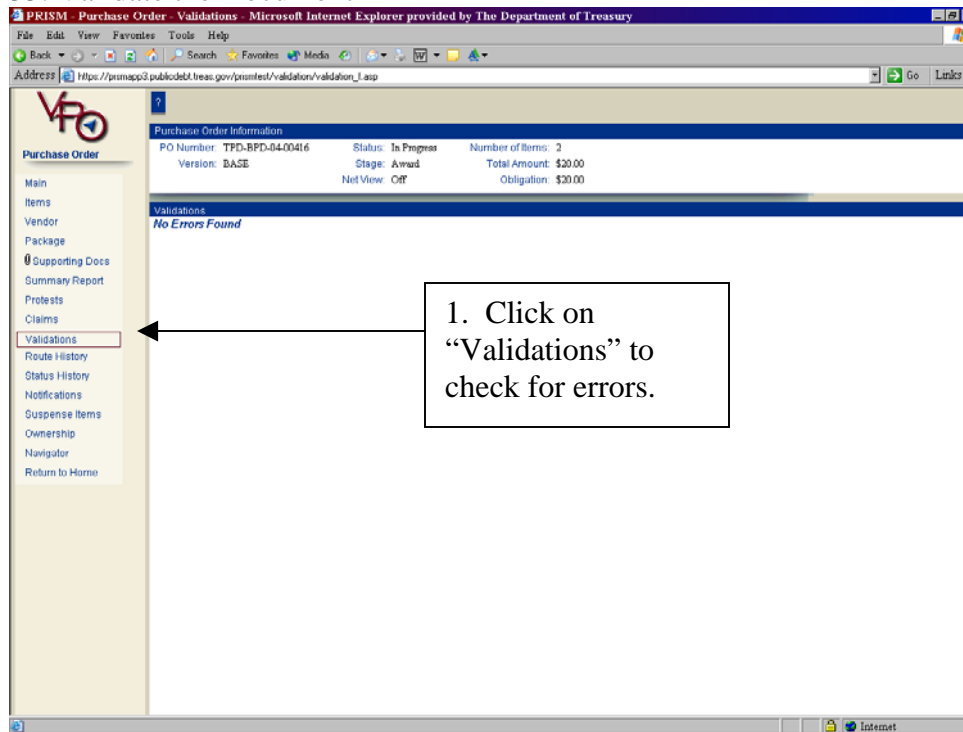 PRISM - Purchase Order - Validations - Microsoft Internet Explorer provided by The Department of Treasury
File Edit View Favorites Tools Help
Back Search Favorites Media
Address https://prismapp3.publicdebt.treas.gov/prismtest/validation/validation_l.asp Go Links
VPO
?
Purchase Order
Purchase Order Information
PO Number: TPD-BPD-04-00416 Status: In Progress Number of Items: 2
Version: BASE Stage: Award Total Amount: $20.00
Net View: Off Obligation: $20.00
Validations
No Errors Found
Main
Items
Vendor
Package
Supporting Docs
Summary Report
Protests
Claims
Validations
Route History
Status History
Notifications
Suspense Items
Ownership
Navigator
Return to Home
1. Click on
“Validations” to
check for errors.
Internet